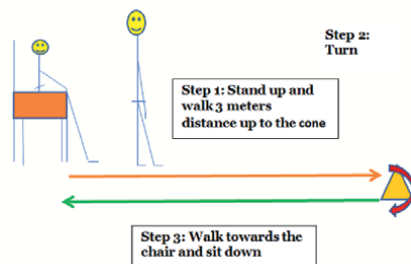 Step 2:
Turn
Step 1: Stand up and
walk 3 meters
distance up to the cone
Step 3: Walk towards the
chair and sit down